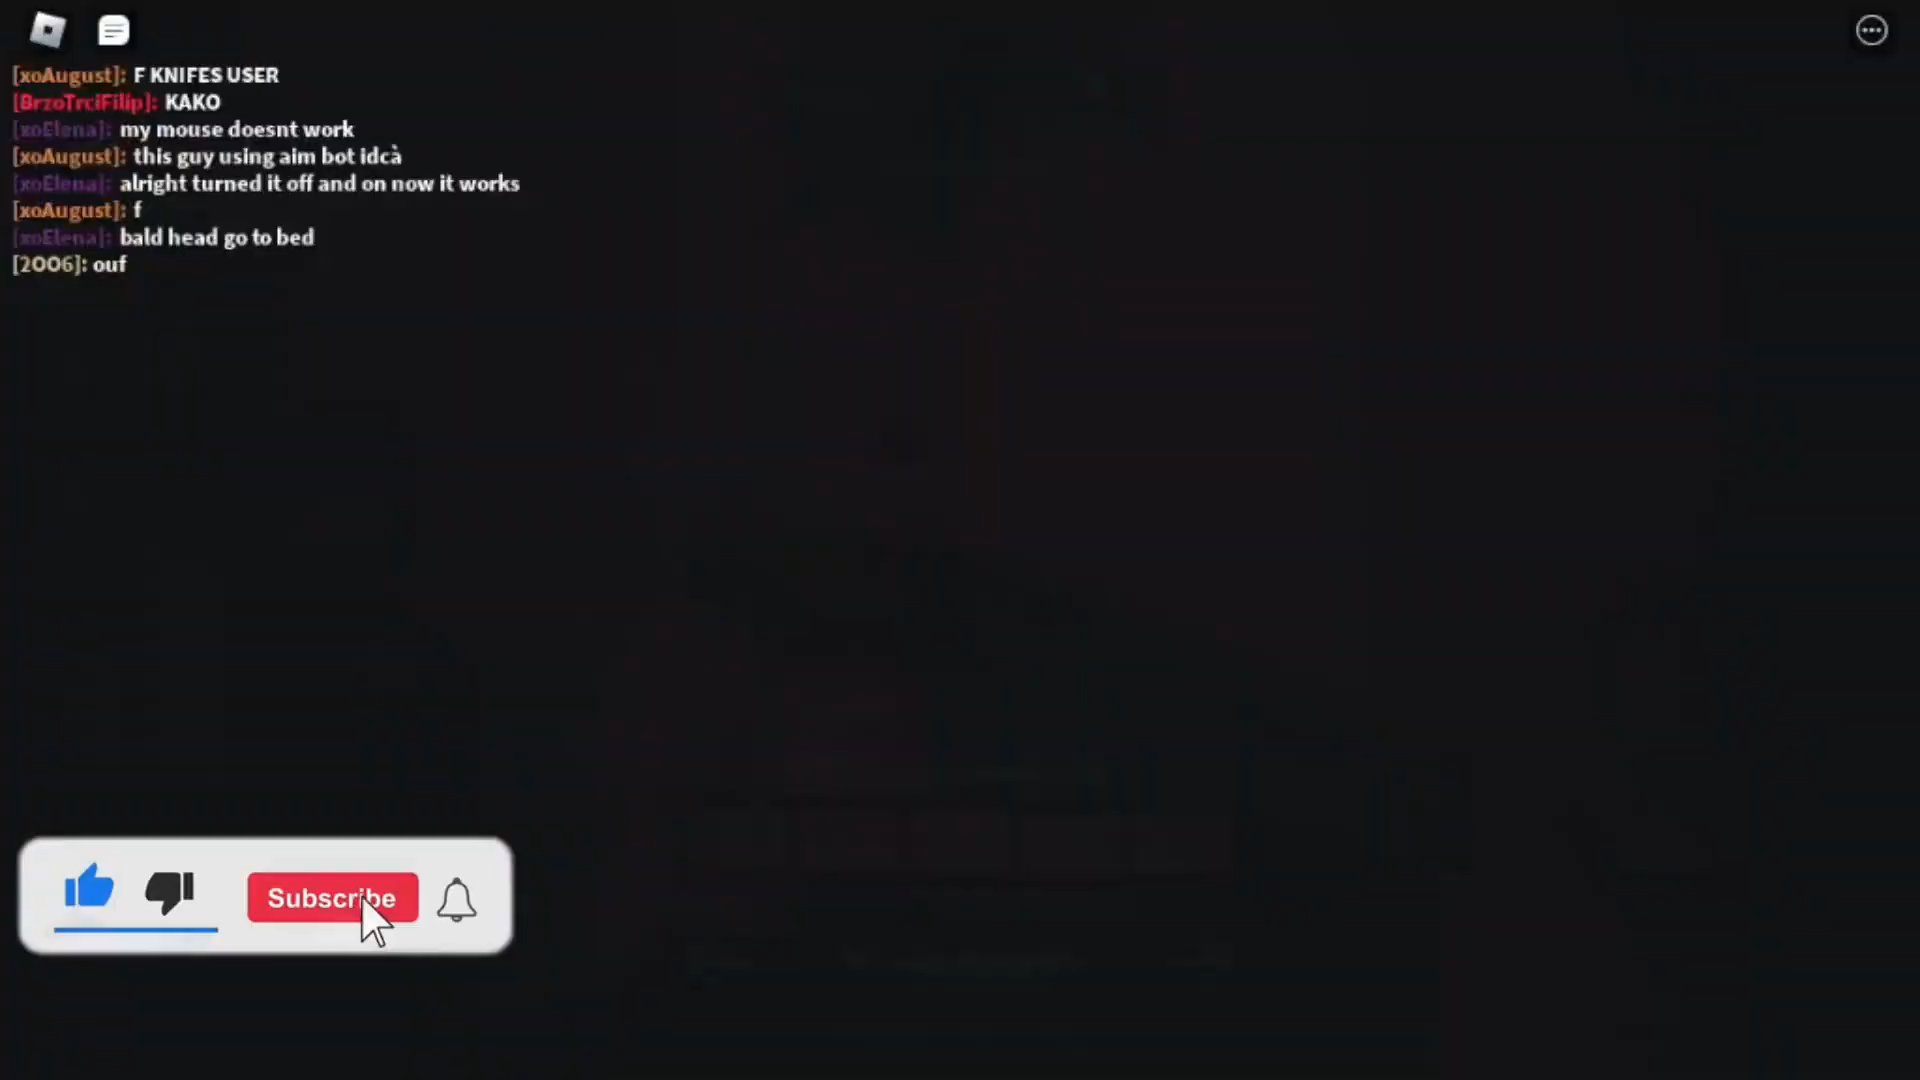 [xoAugust]: F KNIFES USER
[BrzoTrciFilip]: KAKO
[xoElena]: my mouse doesnt work
[xoAugust]: this guy using aim bot idcà
[xoElena]: alright turned it off and on now it works
[xoAugust]: f
[xoElena]: bald head go to bed
[2006]: ouf
Subscribe